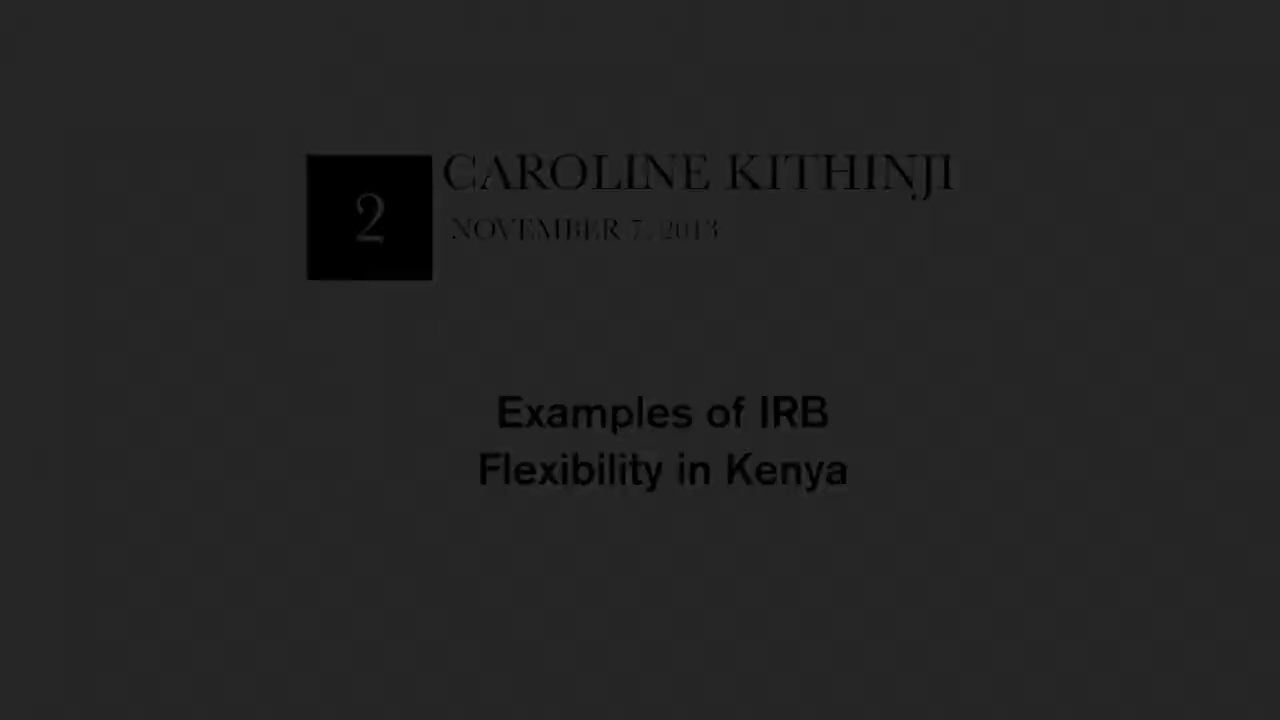 2
CAROLINE KITHINJI
NOVEMBER 7, 2013
Examples of IRB
Flexibility in Kenya